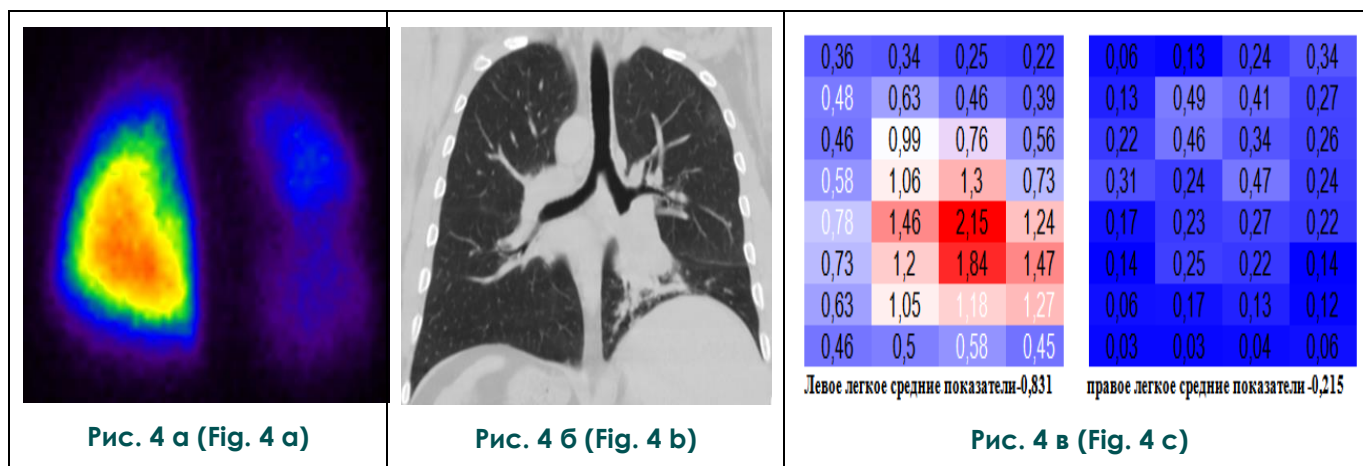 0,36 0,34 0,25 0,22 0,06 0,13 0,24 0,34
0,48 0,63 0,46 0,39 0,13 0,49 0,41 0,27
0,46 0,99 0,76 0,56 0,22 0,46 0,34 0,26
0,58 1,06 1,3 0,73 0,31 0,24 0,47 0,24
0,78 1,46 2,15 1,24 0,17 0,23 0,27 0,22
0,73 1,2 1,84 1,47 0,14 0,25 0,22 0,14
0,63 1,05 1,18 1,27 0,06 0,17 0,13 0,12
0,46 0,5 0,58 0,45 0,03 0,03 0,04 0,06
Левое легкое средние показатели-0,831 правое легкое средние показатели -0,215
Рис. 4 а (Fig. 4 a) Рис. 4 б (Fig. 4 b) Рис. 4 в (Fig. 4 c)